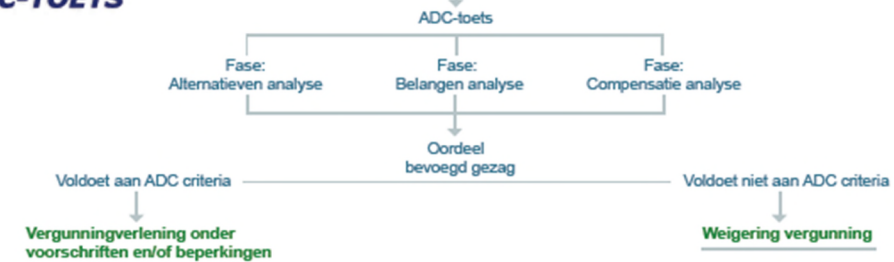 C-TOETS
ADC-toets
Fase:
Alternatieven analyse
Fase:
Belangen analyse
Fase:
Compensatie analyse
Oordeel
bevoegd gezag
Voldoet aan ADC criteria
Voldoet niet aan ADC criteria
Vergunningverlening onder
voorschriften en/of beperkingen
Weigering vergunning